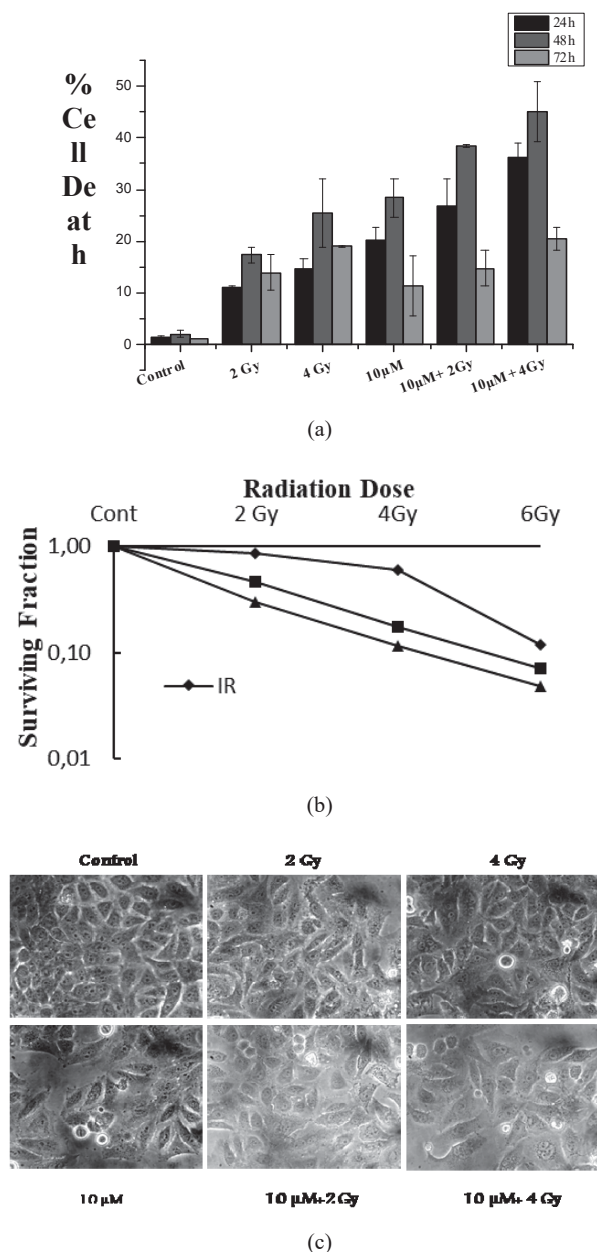 24h
48h
72h
%
Ce
ll
De
at
h
50
40
30
20
10
0
Control
2 Gy
4 Gy
10μM
10μM+ 2Gy
10μM + 4Gy
(a)
Radiation Dose
Cont 2 Gy 4Gy 6Gy
Surviving Fraction
1,00
0,10
0,01
IR
(b)
Control 2 Gy 4 Gy
10 μM 10 μM+2Gy 10 μM+ 4 Gy
(c)